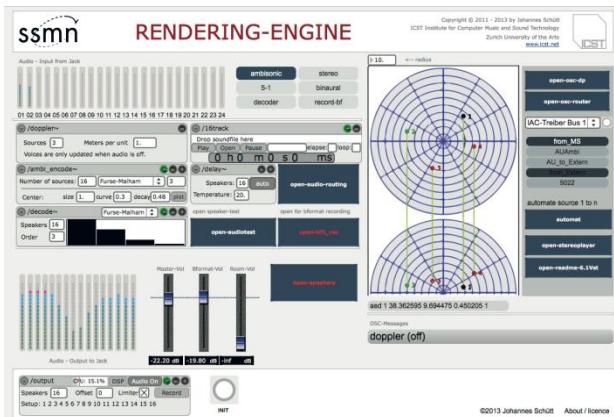 ssmn
RENDERING-ENGINE
Copyright © 2011 - 2013 by Johannes Schütt
ICST Institute for Computer Music and Sound Technology
Zurich University of the Arts
www.icst.net
ICST
Audio - Input from Jack
01 02 03 04 05 06 07 08 09 10 11 12 13 14 15 16 17 18 19 20 21 22 23 24
ambisonic
stereo
5-1
binaural
decoder
record-bf
10.
<-- radius
open-osc-dp
open-osc-router
IAC-Treiber Bus 1
from_MS
AUAmbi
AU_to_Extern
from_Extern
5022
automate source 1 to n
automat
open-stereoplayer
open-readme-6.1Vst
/doppler~
Sources 3
Meters per unit 1.
Voices are only updated when audio is off.
/16track
Drop soundfile here
Play Open Pause
elapse: loop
0 h 0 m 0 s 0 ms
/ambi_encode~
Furse-Malham
Number of sources: 16
3
Center: size 1. curve 0.3 decay 0.48 plot
/delay~
Speakers: 16 auto
Temperature: 20.
open-audio-routing
/decode~
Furse-Malham
Speakers 16
Order 3
open speaker-test
open for bformat recording
open-audiotest
open-speakers
Master-Vol
Bformat-Vol
Room-Vol
-22.20 dB
-19.80 dB
-inf dB
Audio - Output to Jack
1
2
3
4
1
2
3
4
aed 1 38.362595 9.694475 0.450205 1
OSC-Messages
doppler (off)
/output
CPU: 15.1% DSP Audio On
Speakers 16 Offset 0 Limiter Record
Setup: 1 2 3 4 5 6 7 8 9 10 11 12 13 14 15 16
INIT
©2013 Johannes Schütt
About / licence